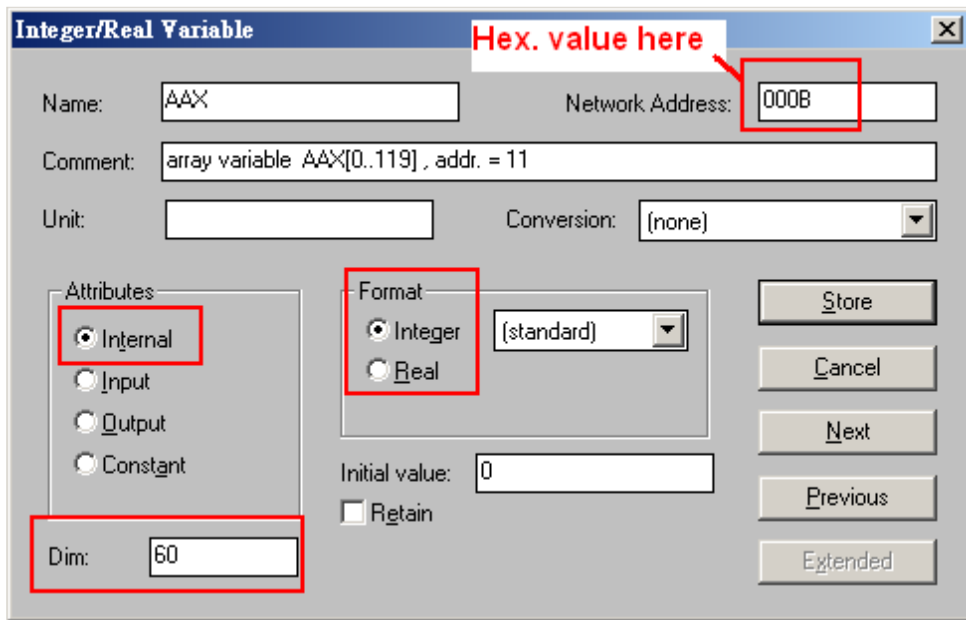 Integer/Real Variable
Hex. value here
Name: AAX
Network Address: 000B
Comment: array variable AAX[0..119] , addr. = 11
Unit:
Conversion: (none)
Attributes
Internal
Input
Output
Constant
Format
Integer (standard)
Real
Initial value: 0
Retain
Dim: 60
Store
Cancel
Next
Previous
Extended